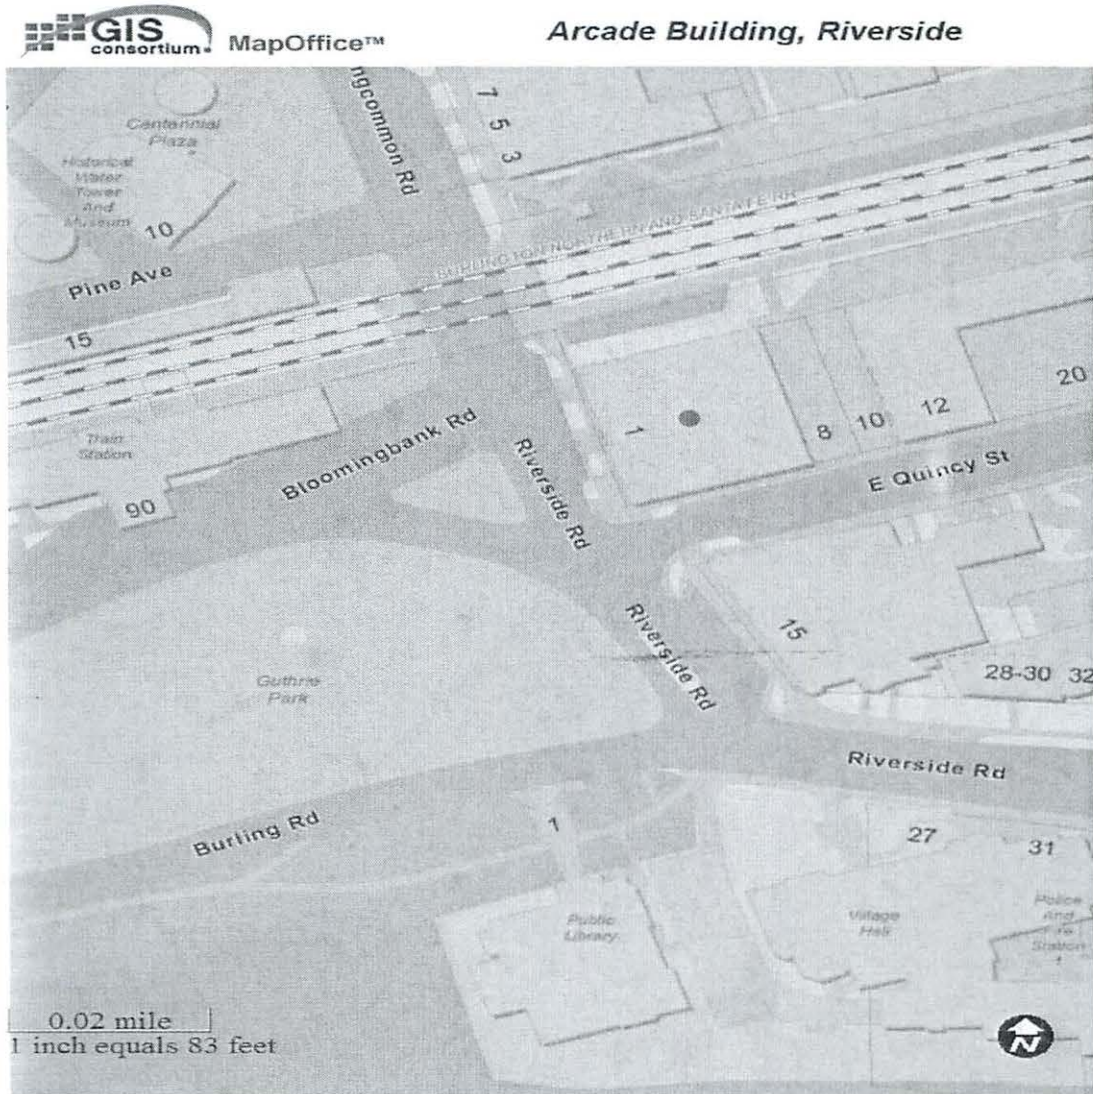 GIS
consortium
MapOffice™
Arcade Building, Riverside
ngcommon Rd
7
5
3
Centennial
Plaza
Historical
Water
Tower
And
Museum
10
Pine Ave
BURLINGTON NORTHERN AND SANTA FE RR
15
Train
Station
90
Bloomingbank Rd
Riverside Rd
1
8
10
12
20
E Quincy St
Riverside Rd
15
28-30
32
Guthrie
Park
Riverside Rd
Burling Rd
1
27
31
Public
Library
Village
Hall
Police
And
Fire
Station
1
0.02 mile
1 inch equals 83 feet
N